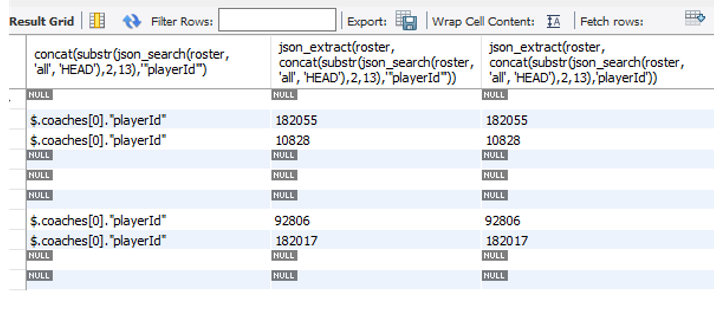 Result Grid Filter Rows: Export: Wrap Cell Content: IA Fetch rows:
concat(substr(json_search(roster, 'all', 'HEAD'),2,13),'"playerId"')
json_extract(roster, concat(substr(json_search(roster, 'all', 'HEAD'),2,13),'"playerId"'))
json_extract(roster, concat(substr(json_search(roster, 'all', 'HEAD'),2,13),'playerId'))
NULL NULL NULL
$.coaches[0]."playerId" 182055 182055
$.coaches[0]."playerId" 10828 10828
NULL NULL NULL
NULL NULL NULL
NULL NULL NULL
$.coaches[0]."playerId" 92806 92806
$.coaches[0]."playerId" 182017 182017
NULL NULL NULL
NULL NULL NULL